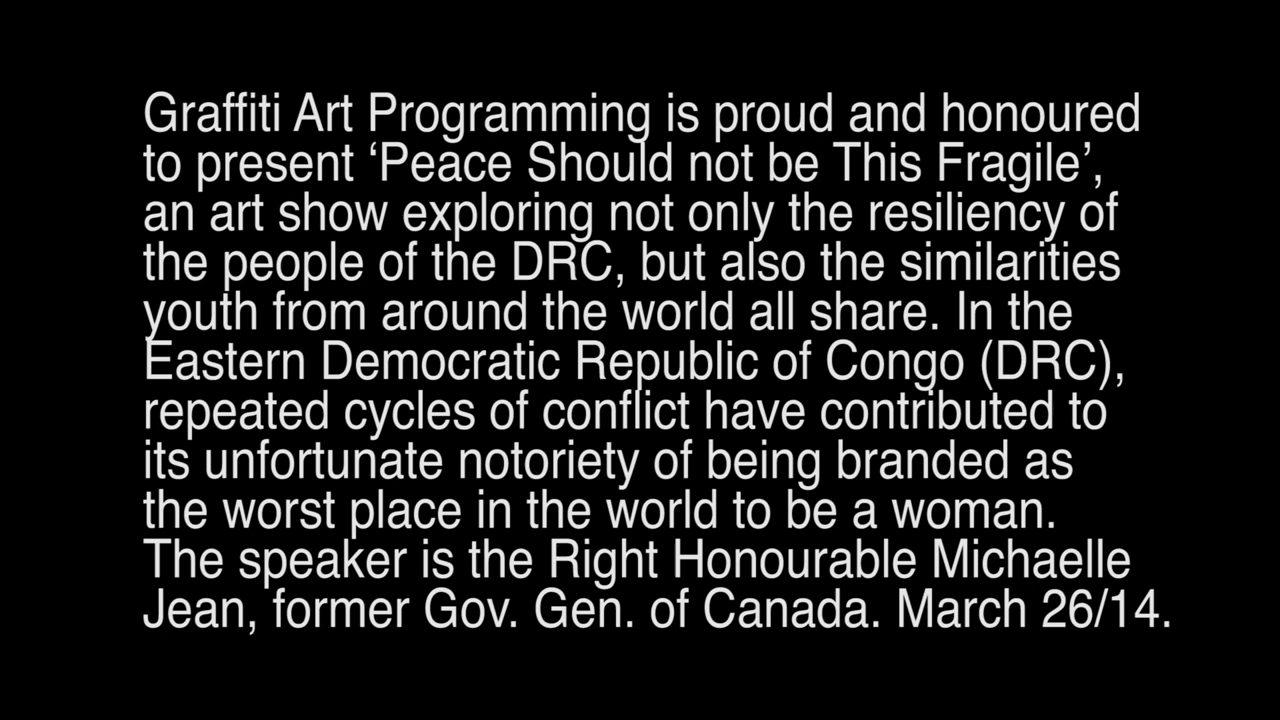 Graffiti Art Programming is proud and honoured
to present ‘Peace Should not be This Fragile’,
an art show exploring not only the resiliency of
the people of the DRC, but also the similarities
youth from around the world all share. In the
Eastern Democratic Republic of Congo (DRC),
repeated cycles of conflict have contributed to
its unfortunate notoriety of being branded as
the worst place in the world to be a woman.
The speaker is the Right Honourable Michaelle
Jean, former Gov. Gen. of Canada. March 26/14.